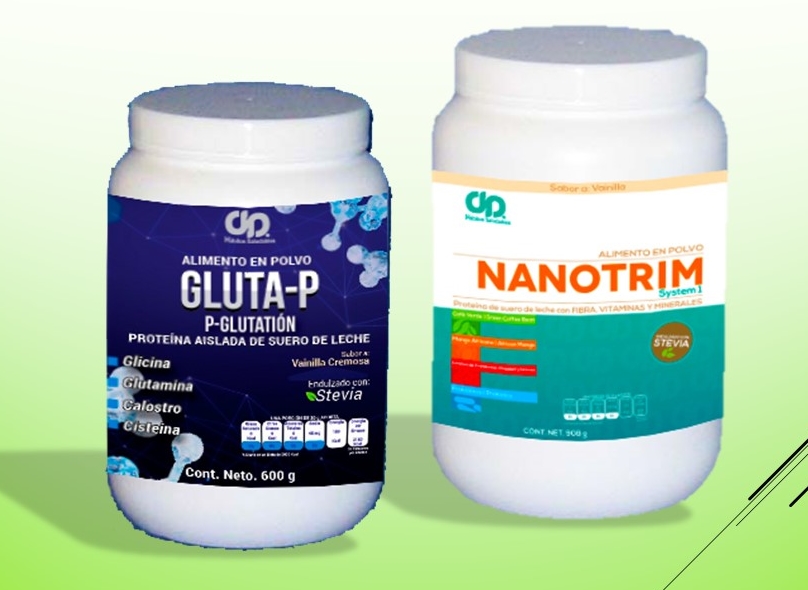 ALIMENTO EN POLVO
GLUTA-P
P-GLUTATIÓN
PROTEÍNA AISLADA DE SUERO DE LECHE
Sabor a:
Vainilla Cremosa
Glicina
Glutamina
Calostro
Cisteína
Endulzado con:
Stevia
Cont. Neto. 600 g
Sabor a: Vainilla
ALIMENTO EN POLVO
NANOTRIM
System 1
Proteína de suero de leche con FIBRA, VITAMINAS Y MINERALES
STEVIA
CONT. NET. 900 g